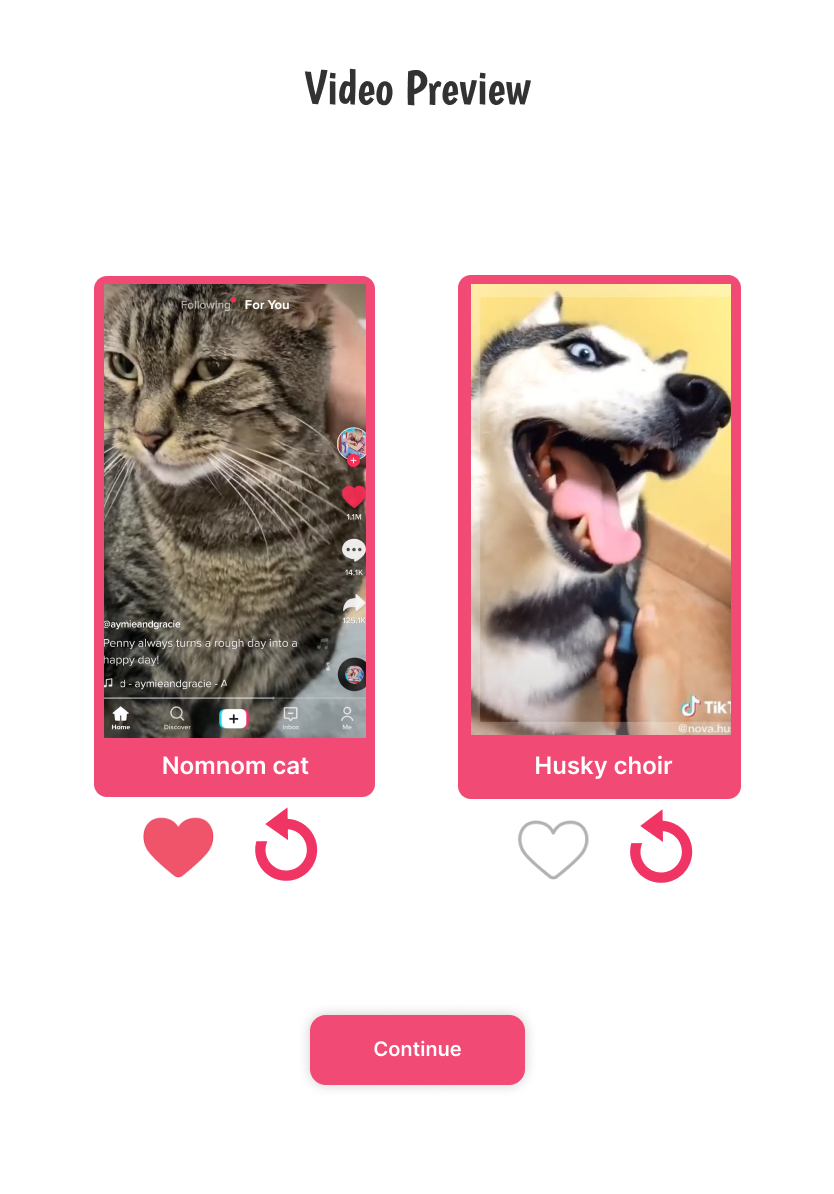 Video Preview
Following For You
1.1M
14.1K
129.1K
@aymieandgracie
Penny always turns a rough day into a
happy day!
d - aymieandgracie - A
Home Discover Inbox Me
TikT
@nova.hus
Nomnom cat
Husky choir
Continue